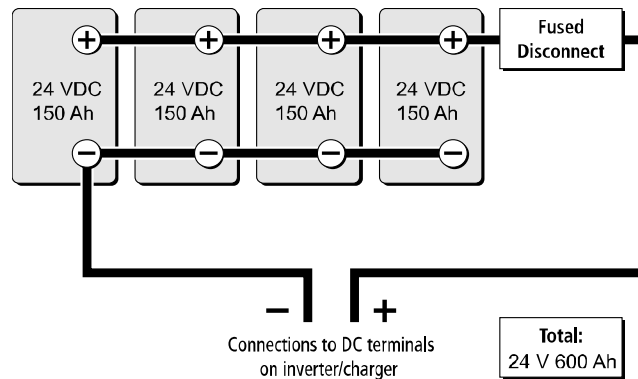 + + + +
Fused
Disconnect
24 VDC
150 Ah
24 VDC
150 Ah
24 VDC
150 Ah
24 VDC
150 Ah
− − − −
− +
Connections to DC terminals
on inverter/charger
Total:
24 V 600 Ah